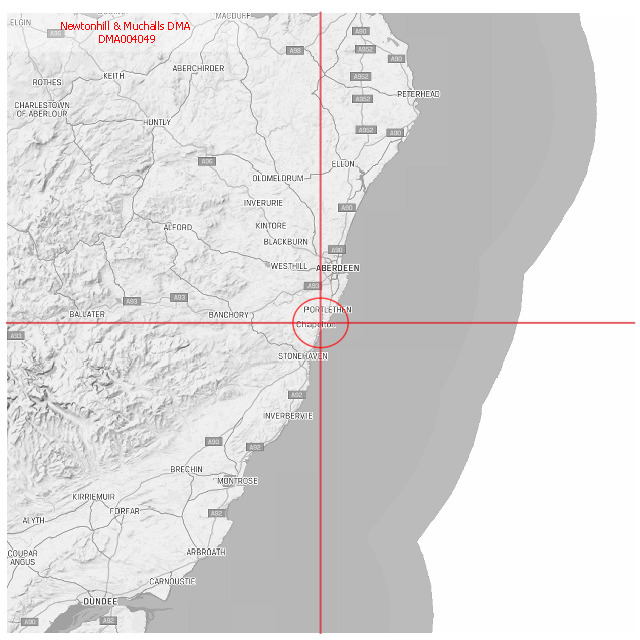 ELGIN
MACDUFF
Newtonhill & Muchalls DMA
DMA004049
A96
A90
A98
A952
A90
ABERCHIRDER
KEITH
A952
ROTHES
PETERHEAD
A952
CHARLESTOWN
OF ABERLOUR
HUNTLY
A952
A90
A96
ELLON
OLDMELDRUM
INVERURIE
A90
KINTORE
ALFORD
BLACKBURN
A90
WESTHILL
ABERDEEN
A93
A93
A93
PORTLETHEN
BALLATER
BANCHORY
Chapelton
A93
STONEHAVEN
A92
INVERBERVIE
A90
A92
BRECHIN
MONTROSE
KIRRIEMUIR
FORFAR
A92
ALYTH
COUPAR
ANGUS
ARBROATH
CARNOUSTIE
DUNDEE
A90
A92